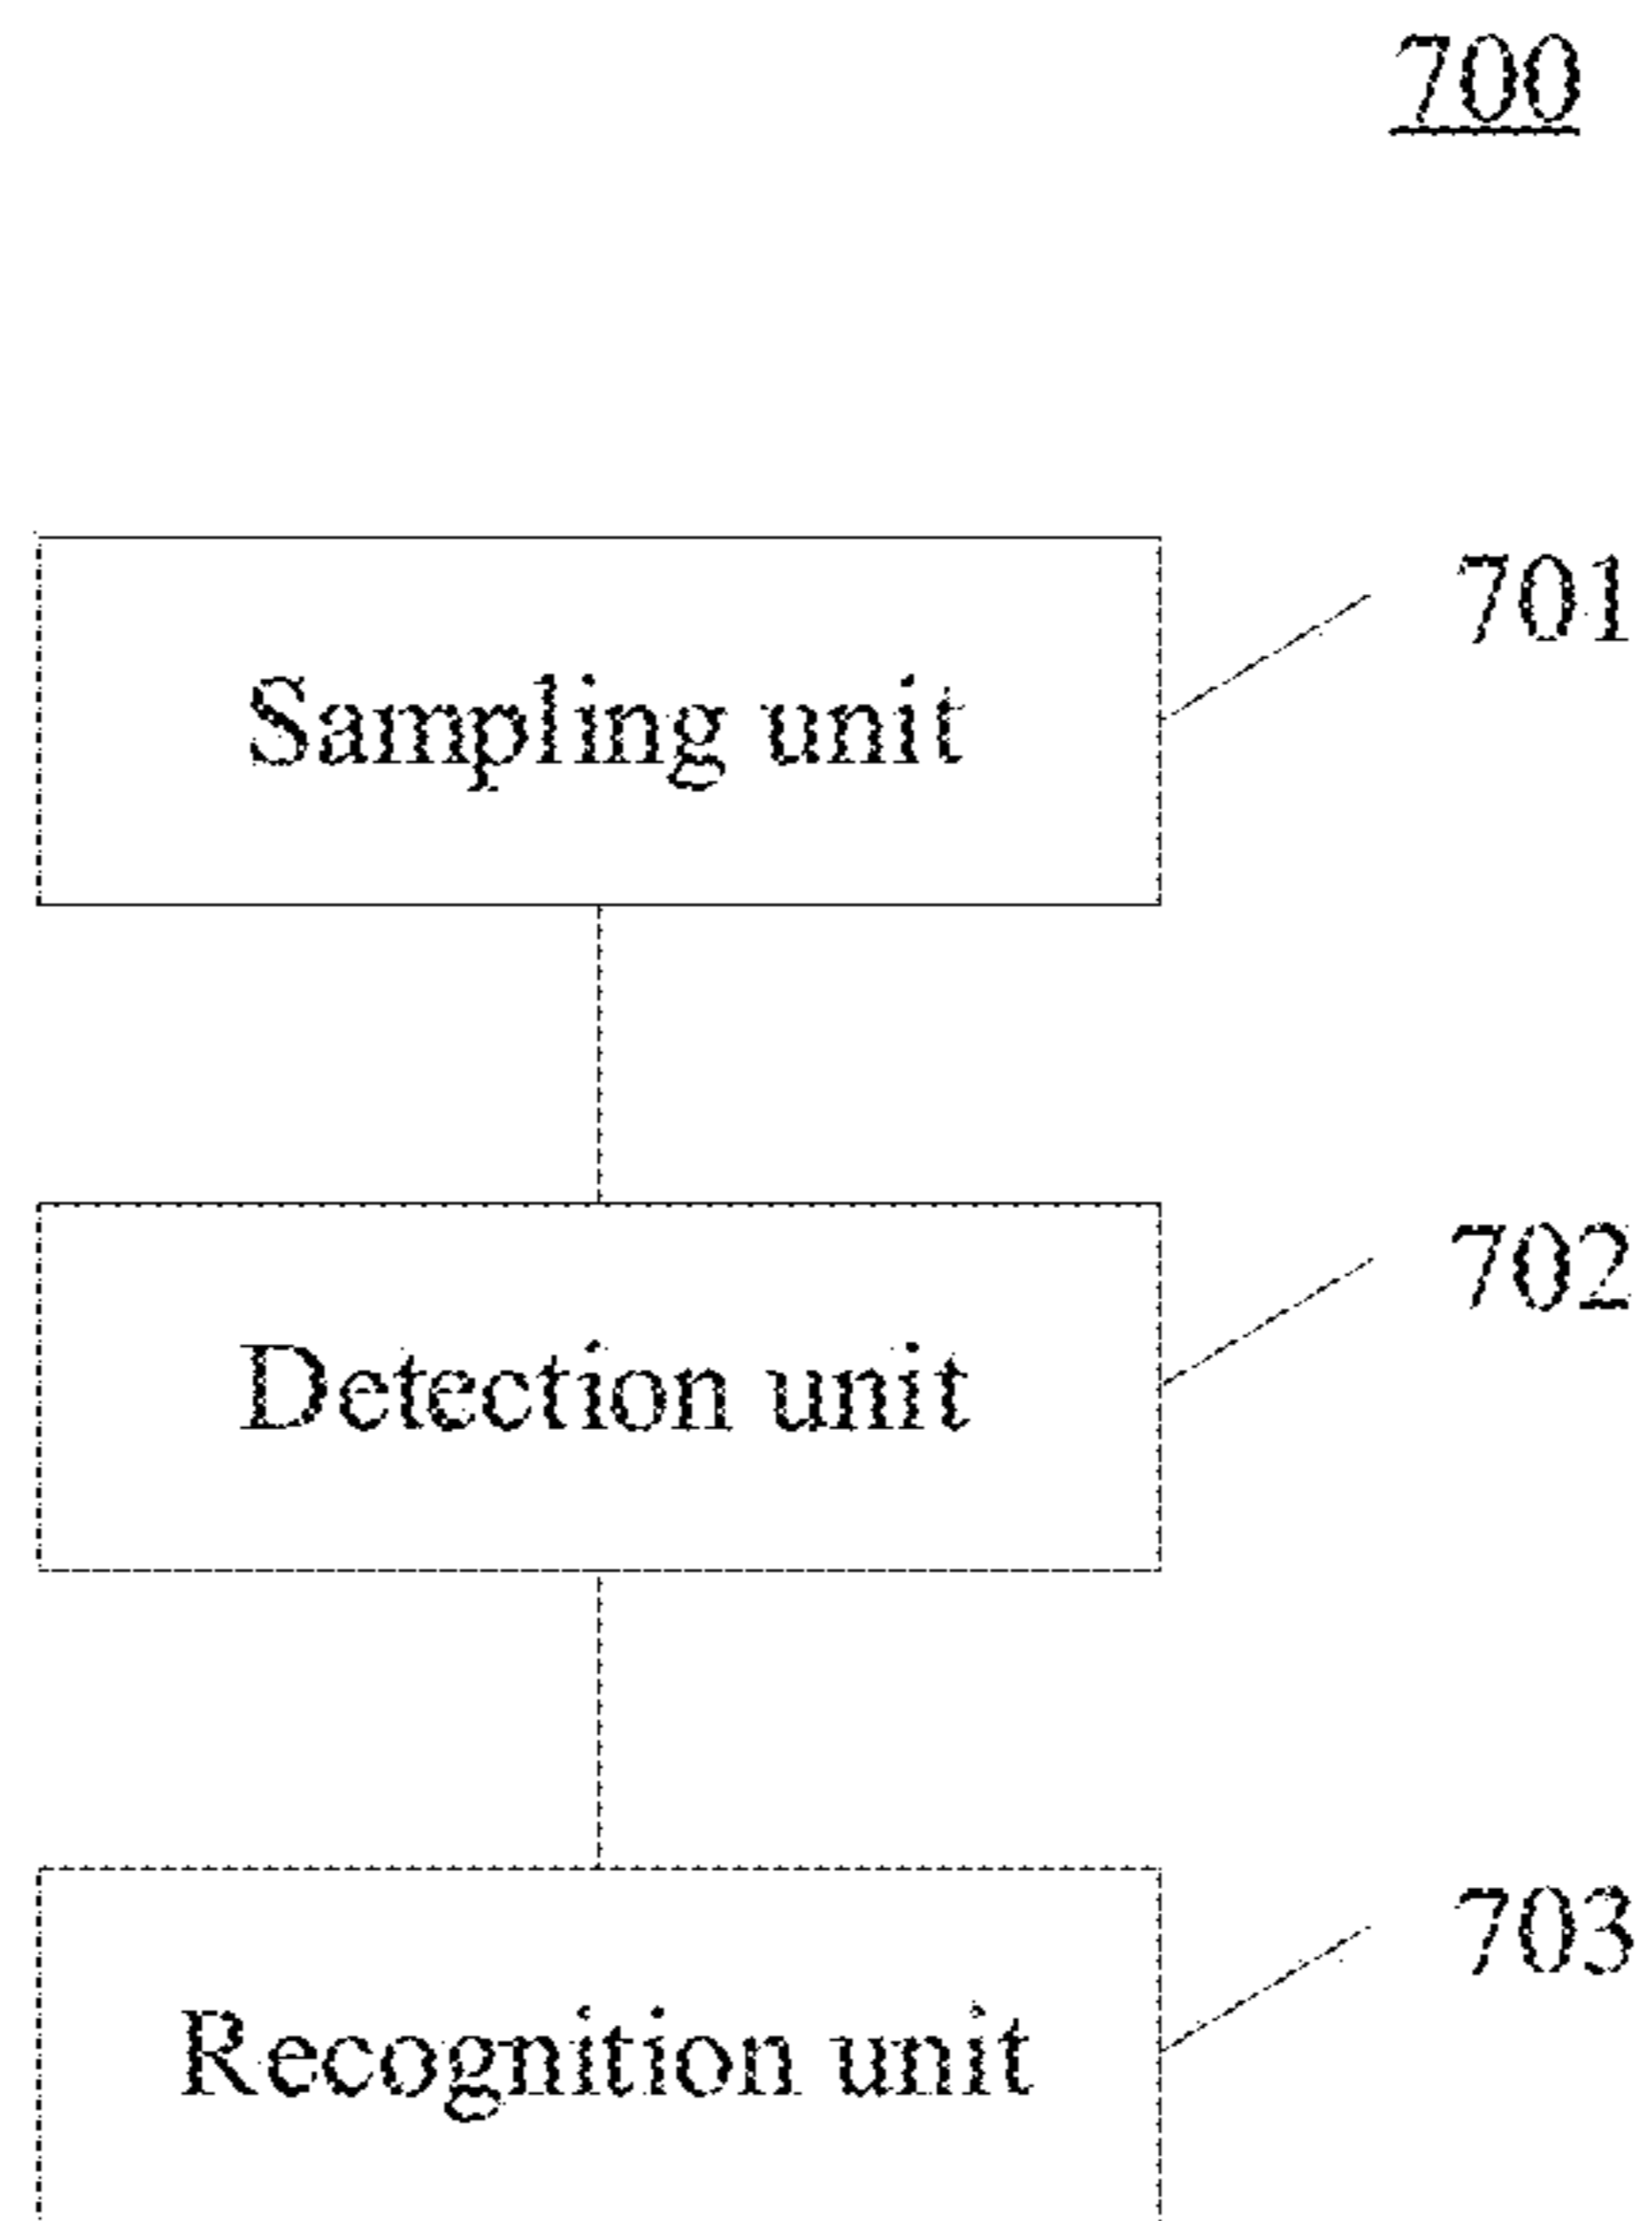 700
701
Sampling unit
702
Detection unit
703
Recognition unit